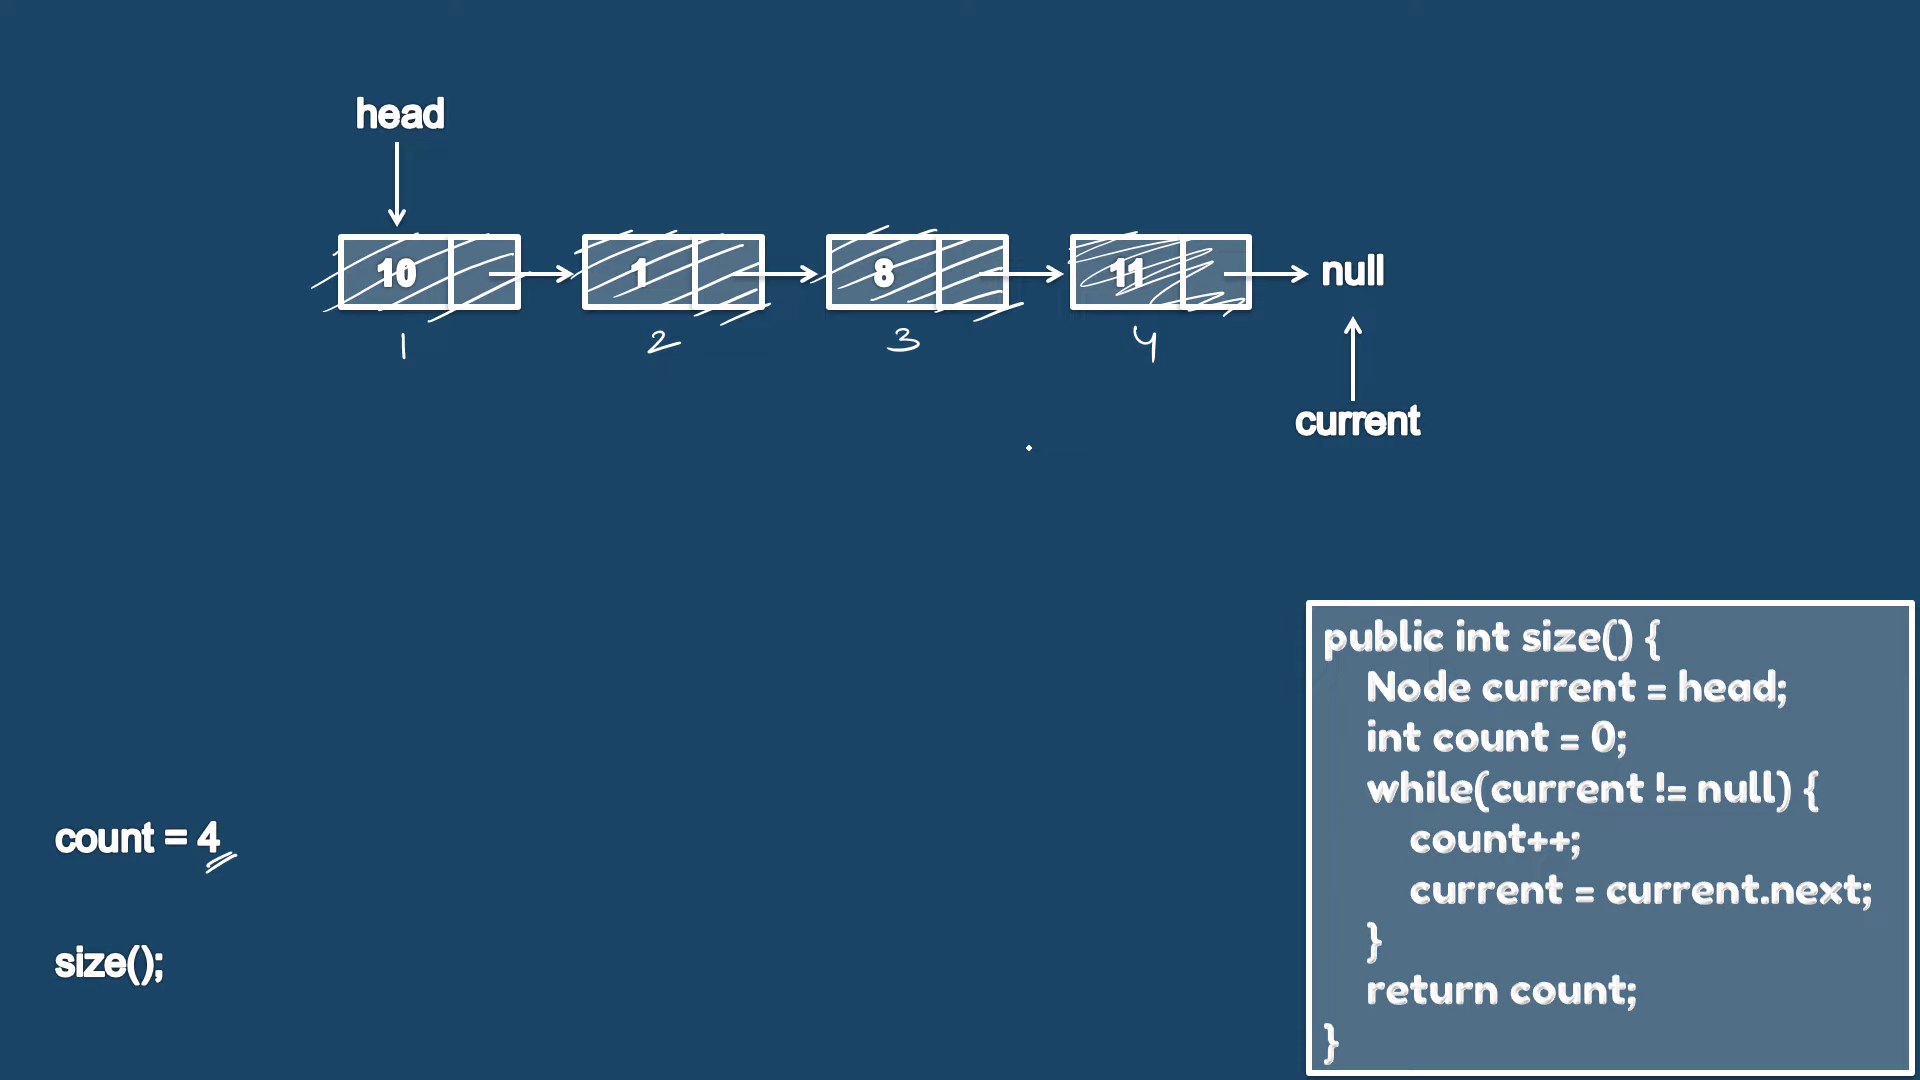 head
10 1 8 11 null
1 2 3 4
current
public int size() {
Node current = head;
int count = 0;
while(current != null) {
count++;
current = current.next;
}
return count;
}
count = 4
size();